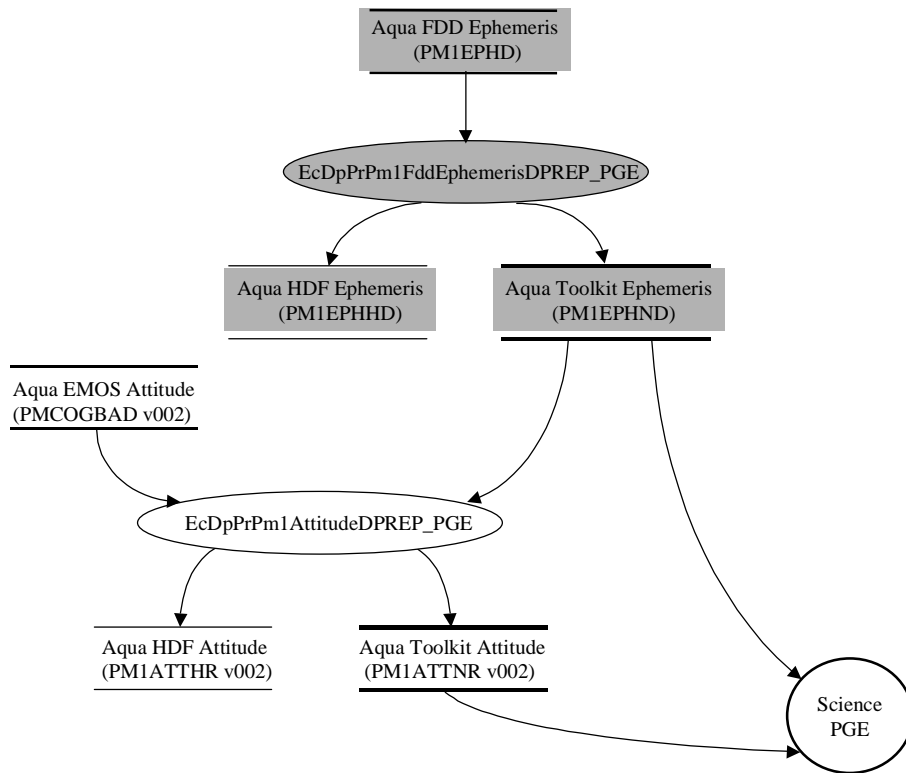 Aqua FDD Ephemeris
(PM1EPHD)
EcDpPrPm1FddEphemerisDPREP_PGE
Aqua HDF Ephemeris
(PM1EPHHD)
Aqua Toolkit Ephemeris
(PM1EPHND)
Aqua EMOS Attitude
(PMCOGBAD v002)
EcDpPrPm1AttitudeDPREP_PGE
Aqua HDF Attitude
(PM1ATTHR v002)
Aqua Toolkit Attitude
(PM1ATTNR v002)
Science
PGE